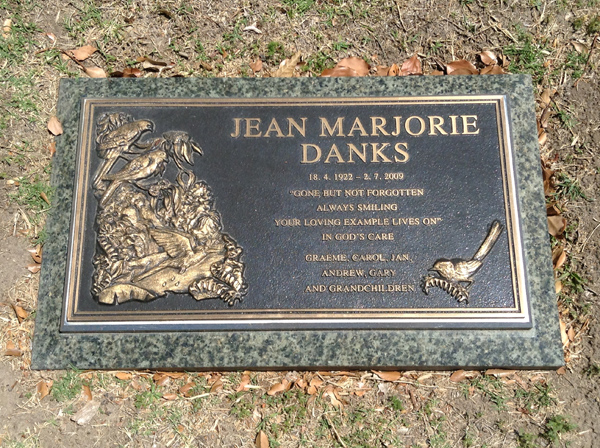 JEAN MARJORIE
DANKS
18. 4. 1922 – 2. 7. 2009
"GONE BUT NOT FORGOTTEN
ALWAYS SMILING
YOUR LOVING EXAMPLE LIVES ON"
IN GOD'S CARE
GRAEME, CAROL, JAN,
ANDREW, GARY
AND GRANDCHILDREN